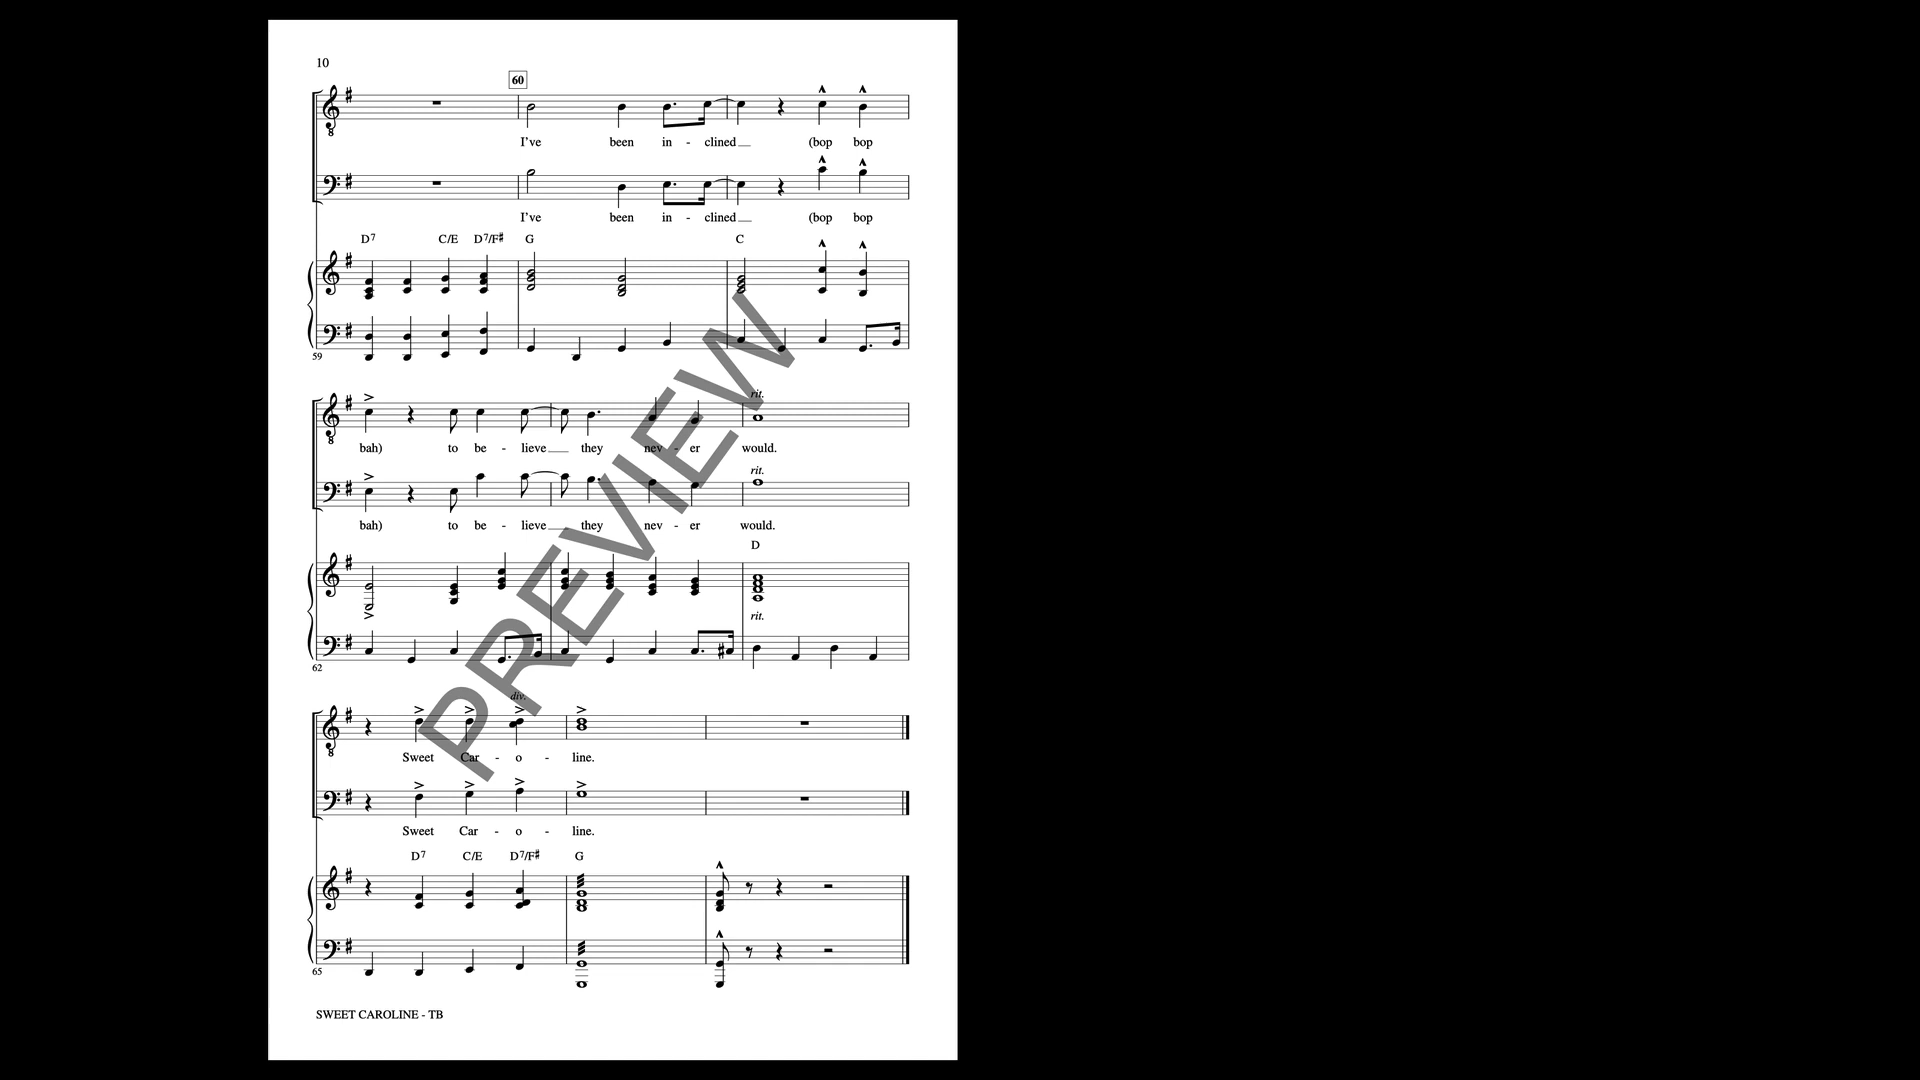 10
60
I've been in - clined (bop bop
I've been in - clined (bop bop
D7 C/E D7/F# G C
59
rit.
bah) to be - lieve they nev - er would.
rit.
bah) to be - lieve they nev - er would.
D
rit.
62
div.
Sweet Car - o - line.
Sweet Car - o - line.
D7 C/E D7/F# G
65
SWEET CAROLINE - TB
PREVIEW